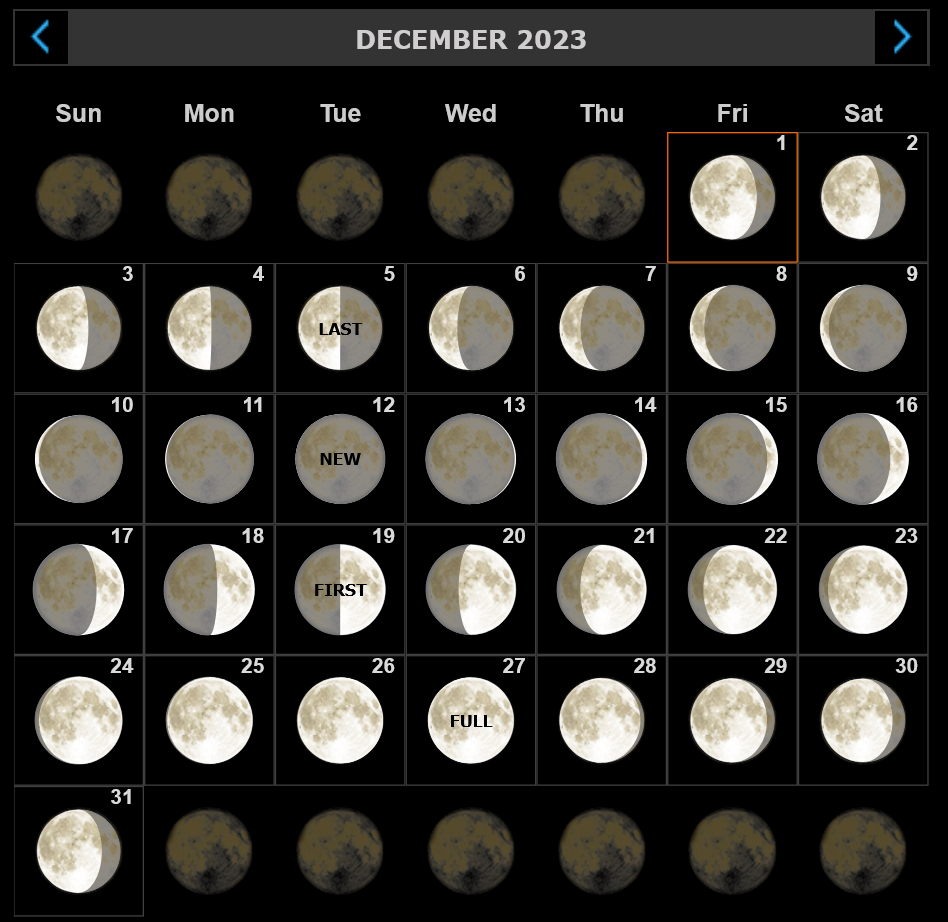 DECEMBER 2023
Sun Mon Tue Wed Thu Fri Sat
1 2
3 4 5 6 7 8 9
LAST
10 11 12 13 14 15 16
NEW
17 18 19 20 21 22 23
FIRST
24 25 26 27 28 29 30
FULL
31